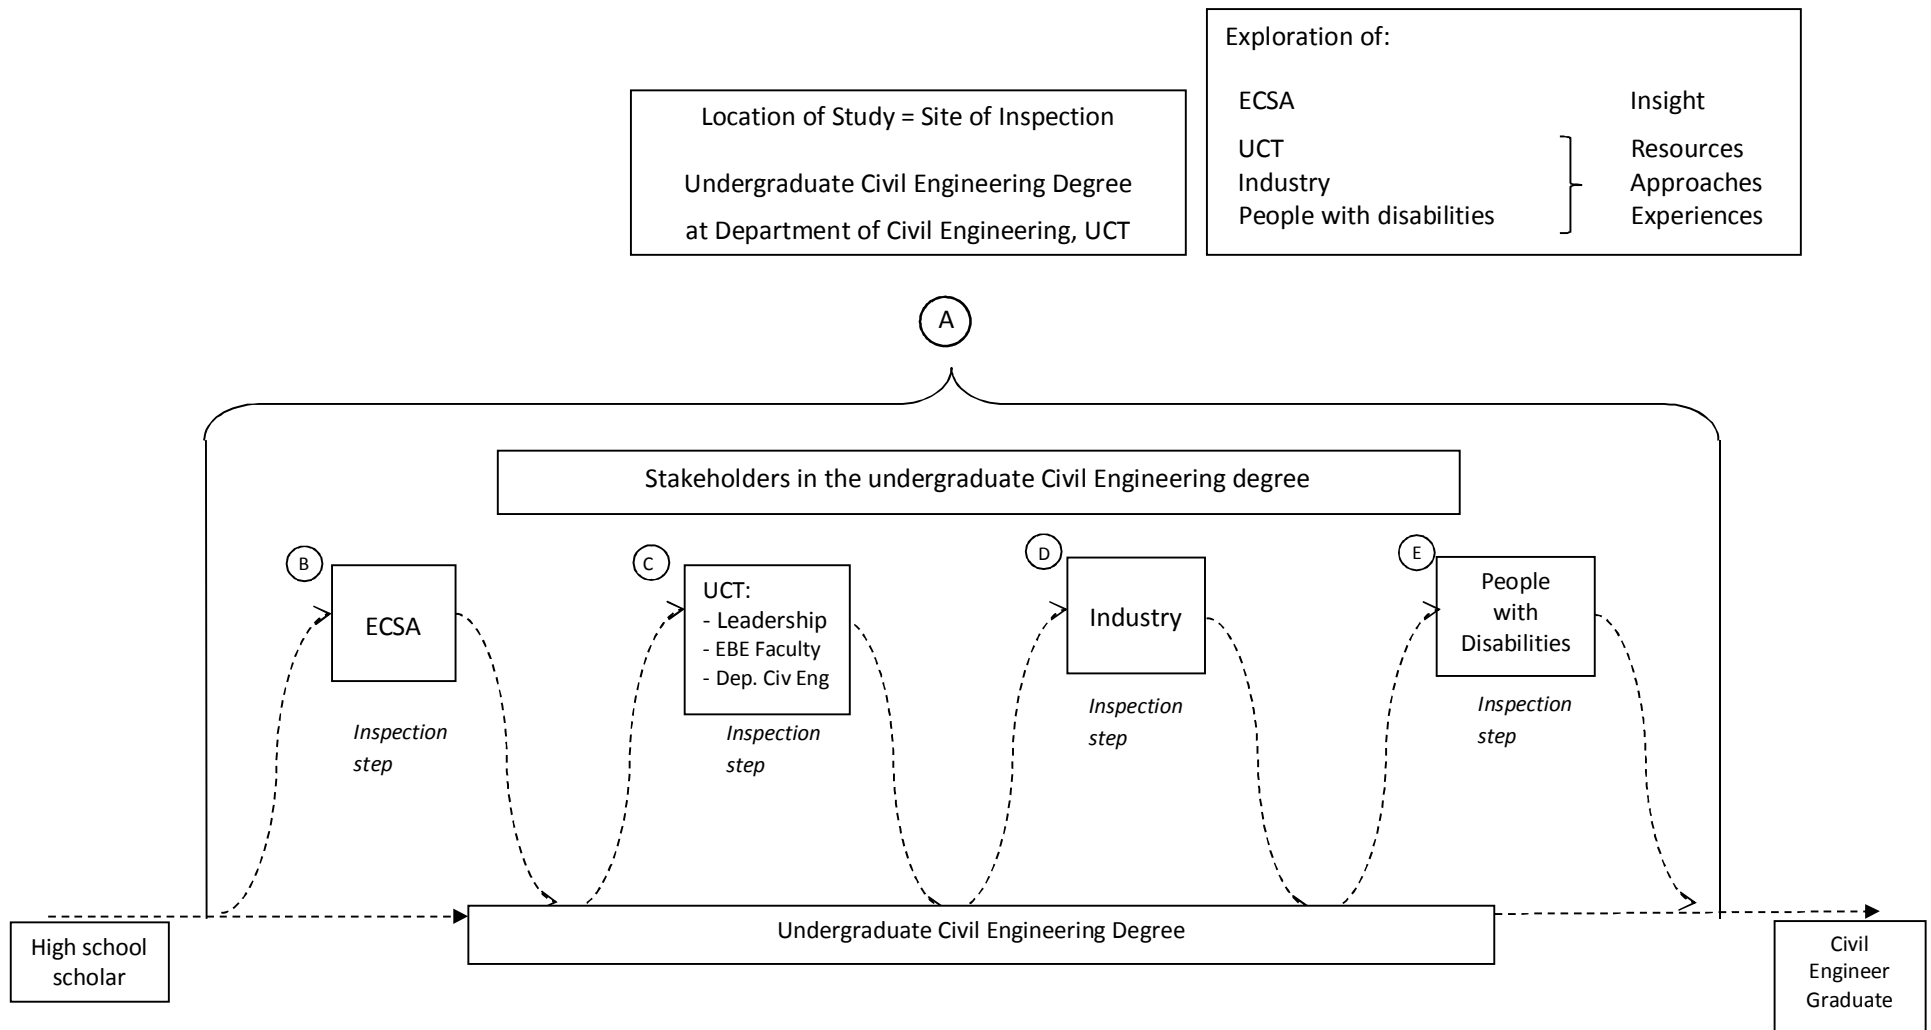 Exploration of:
ECSA Insight
UCT Resources
Industry Approaches
People with disabilities Experiences
Location of Study = Site of Inspection
Undergraduate Civil Engineering Degree
at Department of Civil Engineering, UCT
A
Stakeholders in the undergraduate Civil Engineering degree
B
ECSA
Inspection
step
C
UCT:
- Leadership
- EBE Faculty
- Dep. Civ Eng
Inspection
step
D
Industry
Inspection
step
E
People
with
Disabilities
Inspection
step
High school
scholar
Undergraduate Civil Engineering Degree
Civil
Engineer
Graduate